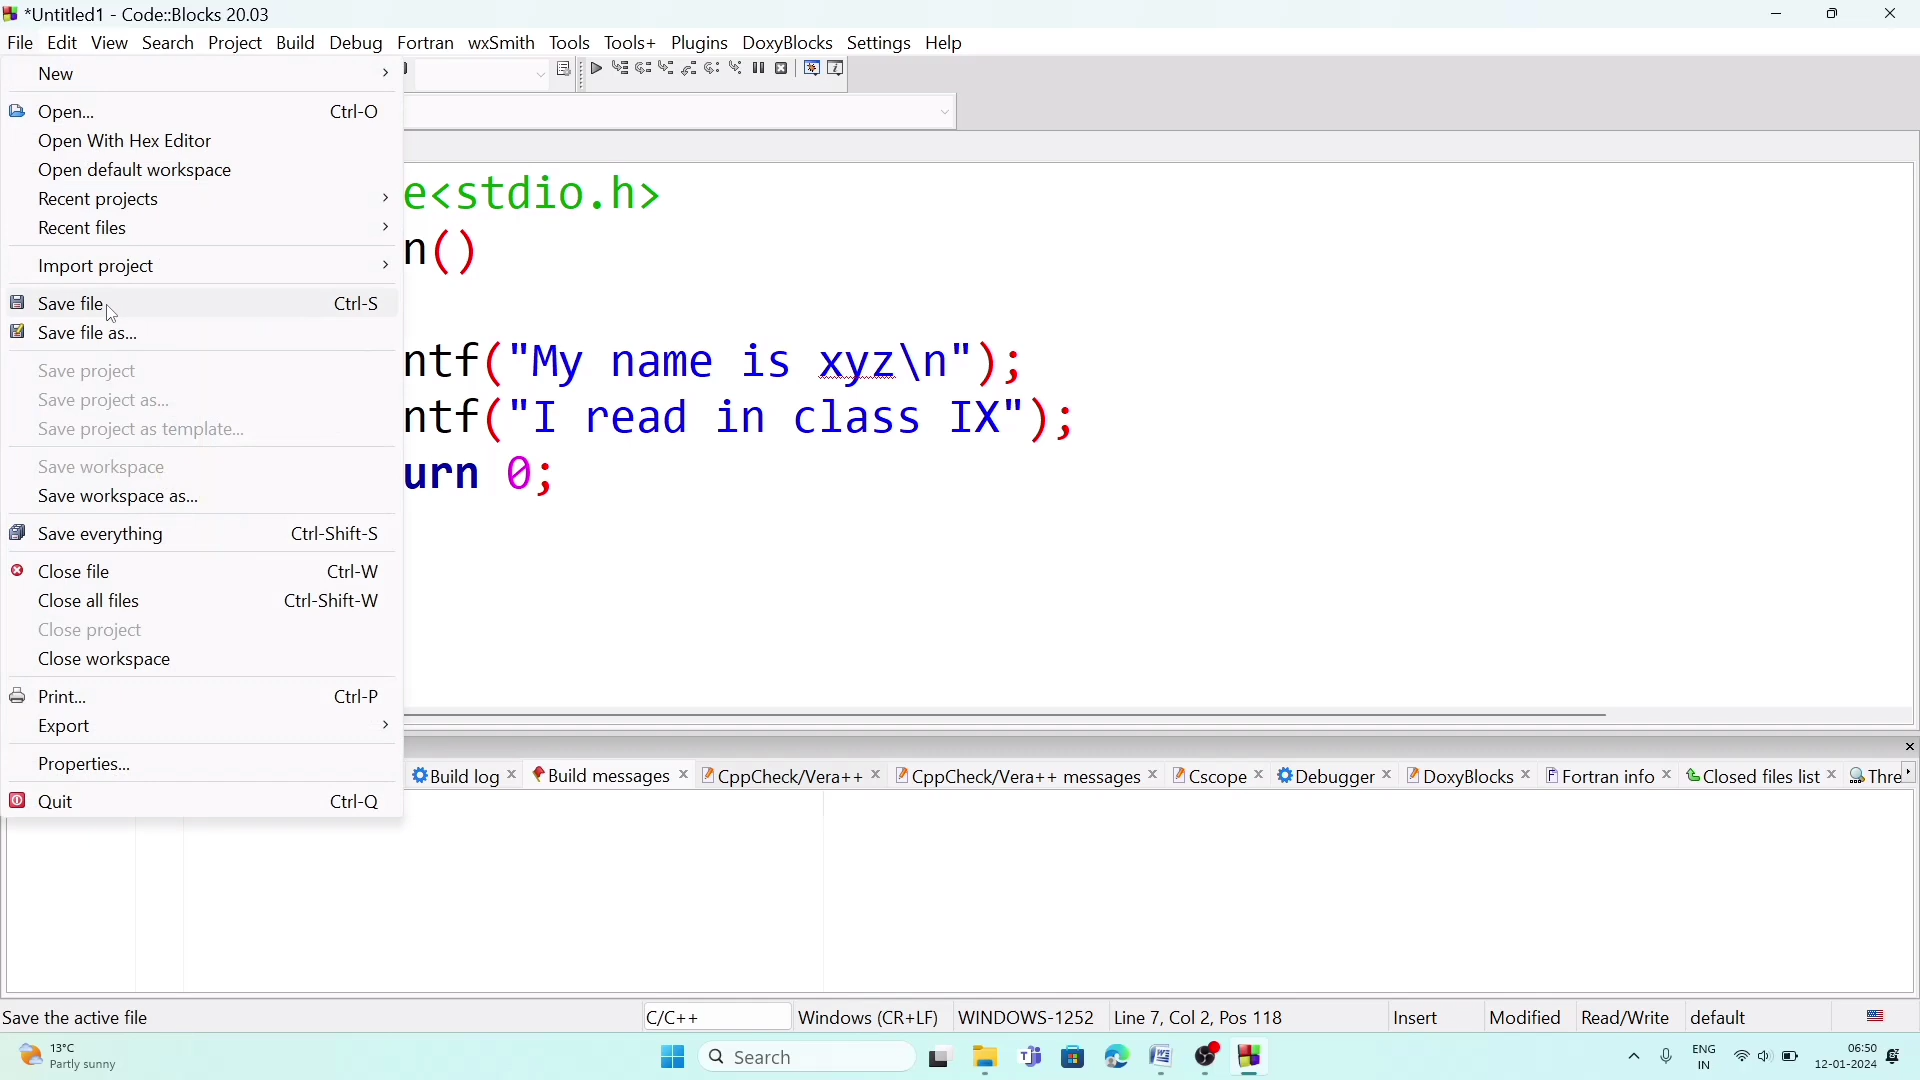 *Untitled1 - Code::Blocks 20.03
File Edit View Search Project Build Debug Fortran wxSmith Tools Tools+ Plugins DoxyBlocks Settings Help
New
Open... Ctrl-O
Open With Hex Editor
Open default workspace
Recent projects
Recent files
Import project
Save file Ctrl-S
Save file as...
Save project
Save project as...
Save project as template...
Save workspace
Save workspace as...
Save everything Ctrl-Shift-S
Close file Ctrl-W
Close all files Ctrl-Shift-W
Close project
Close workspace
Print... Ctrl-P
Export
Properties...
Quit Ctrl-Q
e<stdio.h>
n()
ntf("My name is xyz\n");
ntf("I read in class IX");
urn 0;
Build log Build messages CppCheck/Vera++ CppCheck/Vera++ messages Cscope Debugger DoxyBlocks Fortran info Closed files list Thre
Save the active file C/C++ Windows (CR+LF) WINDOWS-1252 Line 7, Col 2, Pos 118 Insert Modified Read/Write default
13°C
Partly sunny
Search
ENG
IN
06:50
12-01-2024